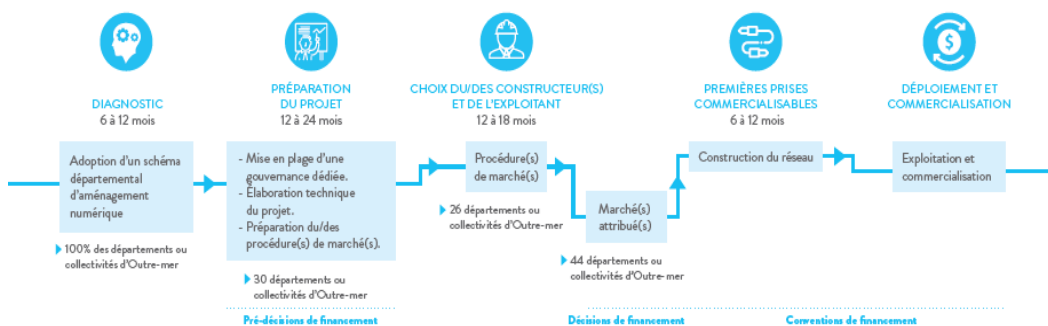 DIAGNOSTIC
6 à 12 mois
Adoption d'un schéma
départemental
d'aménagement
numérique
100% des départements ou
collectivités d'Outre-mer
PRÉPARATION
DU PROJET
12 à 24 mois
- Mise en plage d'une
gouvernance dédiée.
- Élaboration technique
du projet.
- Préparation du/des
procédure(s) de marché(s).
30 départements ou
collectivités d'Outre-mer
Pré-décisions de financement
CHOIX DU/DES CONSTRUCTEUR(S)
ET DE L'EXPLOITANT
12 à 18 mois
Procédure(s)
de marché(s)
26 départements ou
collectivités d'Outre-mer
Marché(s)
attribué(s)
44 départements ou
collectivités d'Outre-mer
Décisions de financement
PREMIÈRES PRISES
COMMERCIALISABLES
6 à 12 mois
Construction du réseau
DÉPLOIEMENT ET
COMMERCIALISATION
$
Exploitation et
commercialisation
Conventions de financement